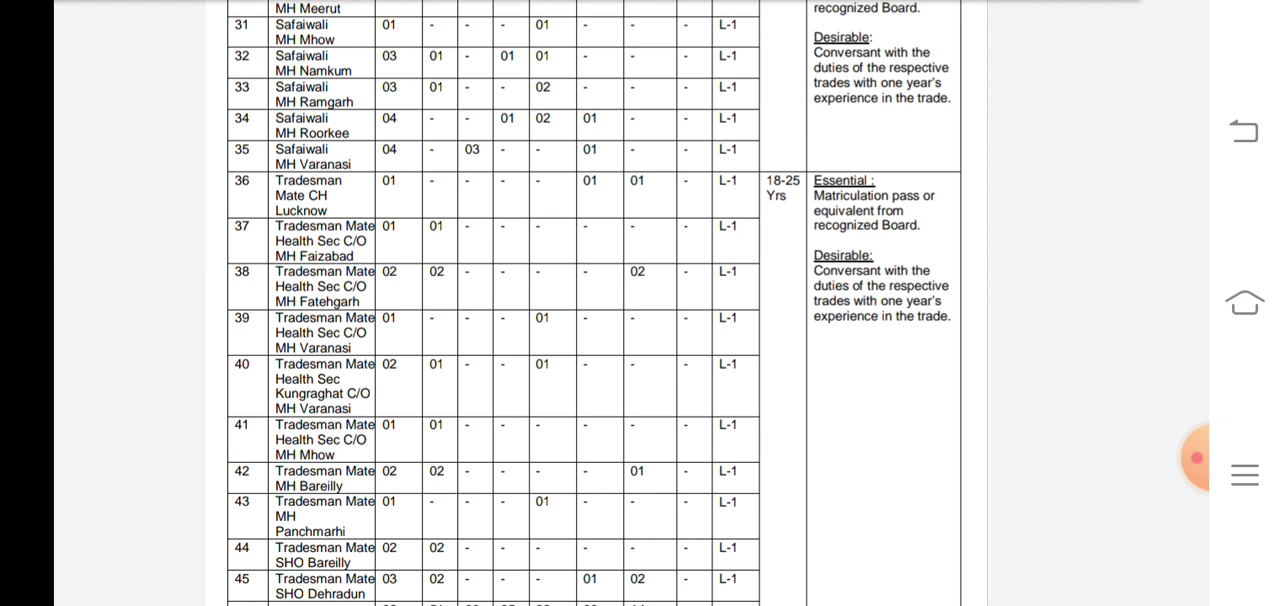 MH Meerut
recognized Board.
31 Safaiwali 01 - - - 01 - - - L-1
MH Mhow
Desirable:
32 Safaiwali 03 01 - 01 01 - - - L-1 Conversant with the
MH Namkum duties of the respective
33 Safaiwali 03 01 - - 02 - - - L-1 trades with one year's
MH Ramgarh experience in the trade.
34 Safaiwali 04 - - 01 02 01 - - L-1
MH Roorkee
35 Safaiwali 04 - 03 - - 01 - - L-1
MH Varanasi
36 Tradesman 01 - - - - 01 01 - L-1 18-25 Essential :
Mate CH Yrs Matriculation pass or
Lucknow equivalent from
37 Tradesman Mate 01 01 - - - - - - L-1 recognized Board.
Health Sec C/O
MH Faizabad Desirable:
38 Tradesman Mate 02 02 - - - - 02 - L-1 Conversant with the
Health Sec C/O duties of the respective
MH Fatehgarh trades with one year's
39 Tradesman Mate 01 - - - 01 - - - L-1 experience in the trade.
Health Sec C/O
MH Varanasi
40 Tradesman Mate 02 01 - - 01 - - - L-1
Health Sec
Kungraghat C/O
MH Varanasi
41 Tradesman Mate 01 01 - - - - - - L-1
Health Sec C/O
MH Mhow
42 Tradesman Mate 02 02 - - - - 01 - L-1
MH Bareilly
43 Tradesman Mate 01 - - - 01 - - - L-1
MH
Panchmarhi
44 Tradesman Mate 02 02 - - - - - - L-1
SHO Bareilly
45 Tradesman Mate 03 02 - - - 01 02 - L-1
SHO Dehradun